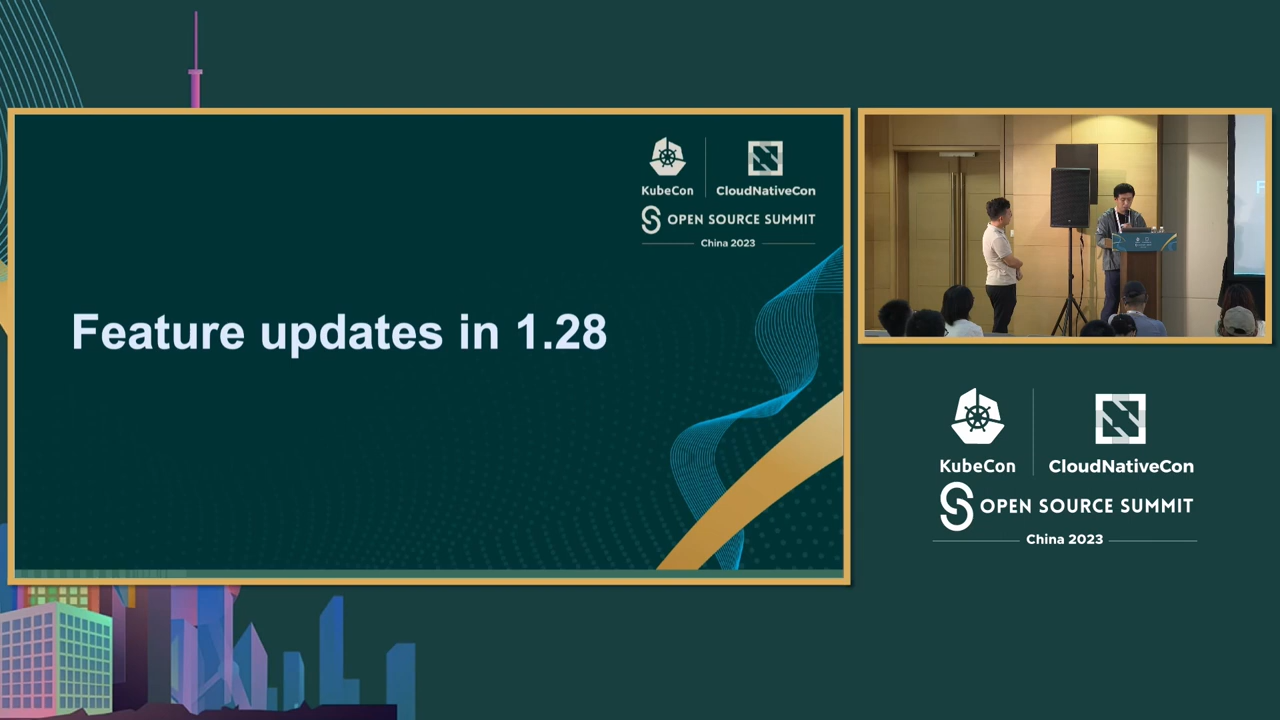 KubeCon
CloudNativeCon
OPEN SOURCE SUMMIT
China 2023
Feature updates in 1.28
KubeCon
CloudNativeCon
OPEN SOURCE SUMMIT
China 2023